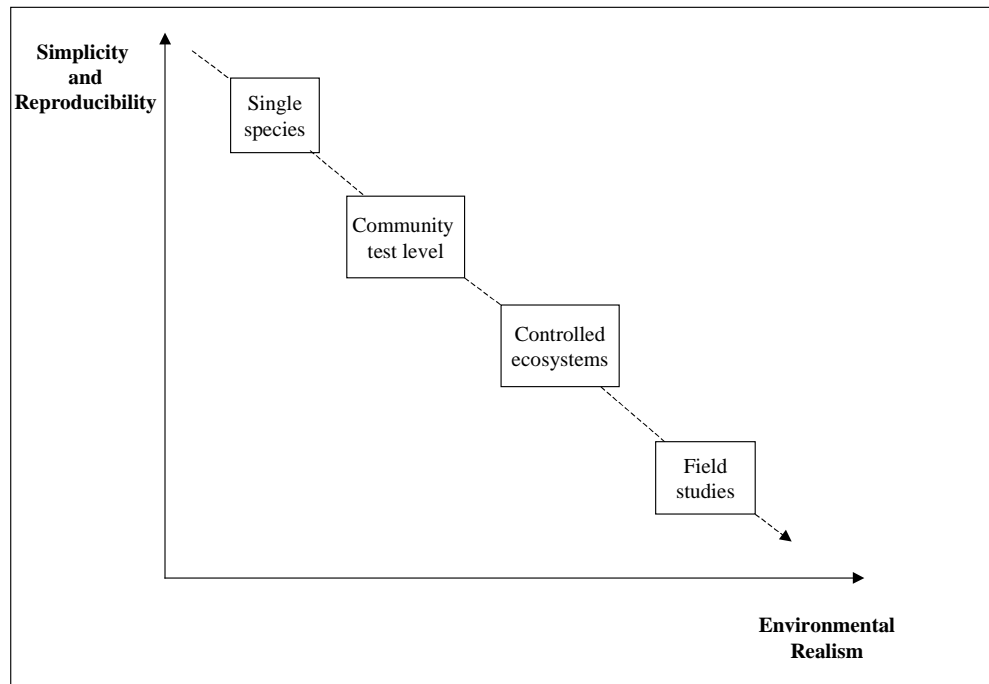 Simplicity
and
Reproducibility
Single
species
Community
test level
Controlled
ecosystems
Field
studies
Environmental
Realism